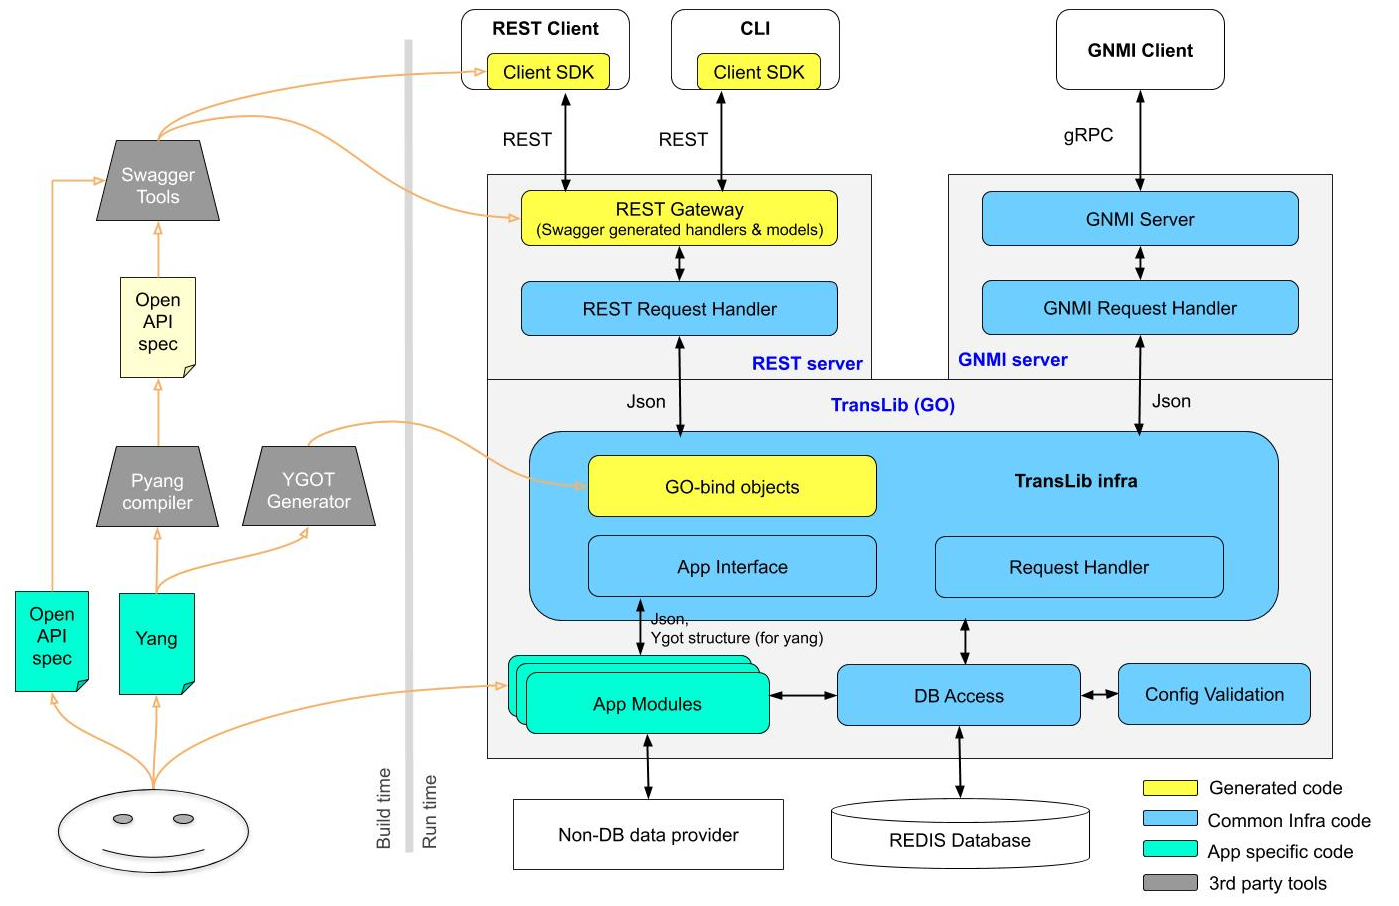 REST Client
CLI
GNMI Client
Client SDK
Client SDK
REST
REST
gRPC
Swagger
Tools
REST Gateway
(Swagger generated handlers & models)
GNMI Server
Open
API
spec
REST Request Handler
GNMI Request Handler
REST server
GNMI server
Json
TransLib (GO)
Json
Pyang
compiler
YGOT
Generator
GO-bind objects
TransLib infra
App Interface
Request Handler
Open
API
spec
Yang
Json,
Ygot structure (for yang)
App Modules
DB Access
Config Validation
Build time
Run time
Non-DB data provider
REDIS Database
Generated code
Common Infra code
App specific code
3rd party tools